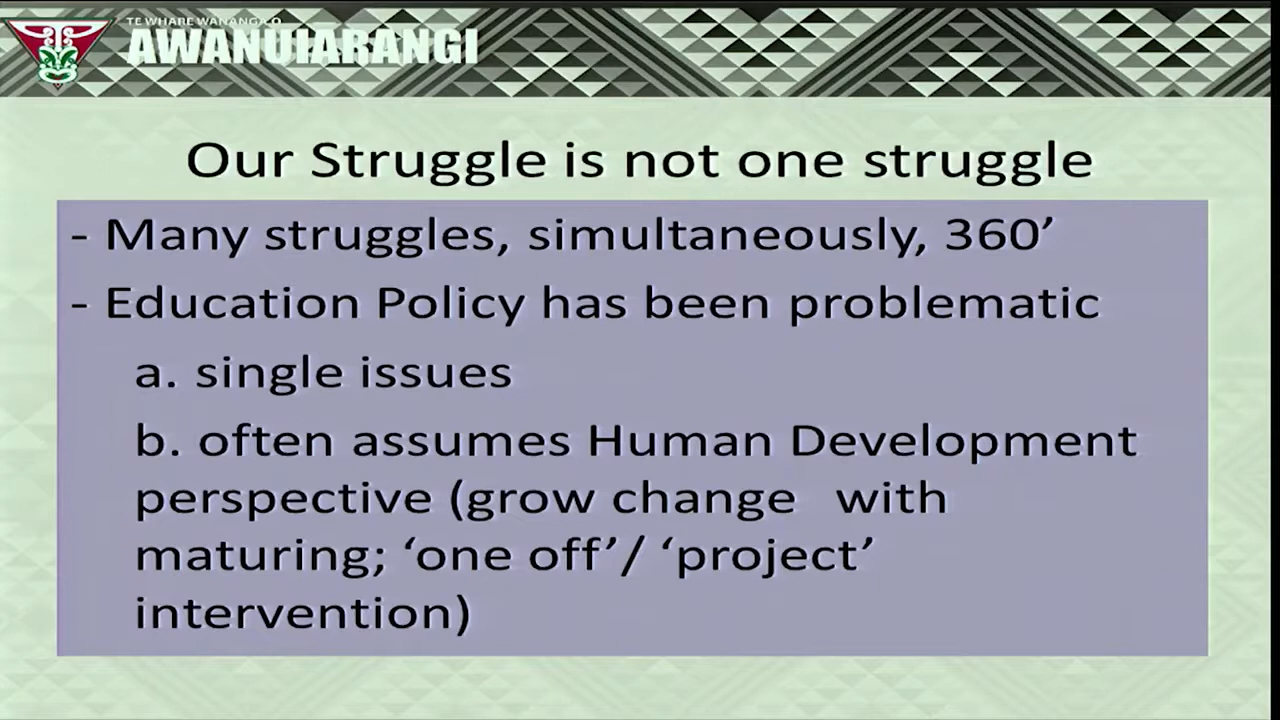 TE WHARE WANANGA O
AWANUIARANGI
Our Struggle is not one struggle
- Many struggles, simultaneously, 360’
- Education Policy has been problematic
a. single issues
b. often assumes Human Development
perspective (grow change with
maturing; ‘one off’/ ‘project’
intervention)